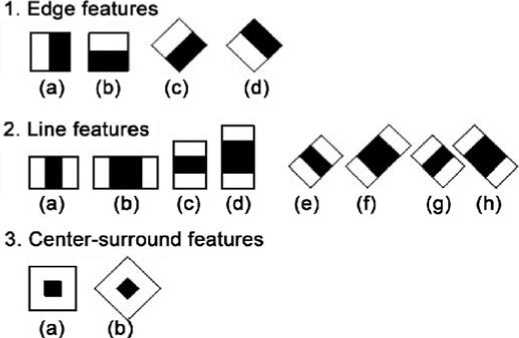 1. Edge features
(a) (b) (c) (d)
2. Line features
(a) (b) (c) (d) (e) (f) (g) (h)
3. Center-surround features
(a) (b)